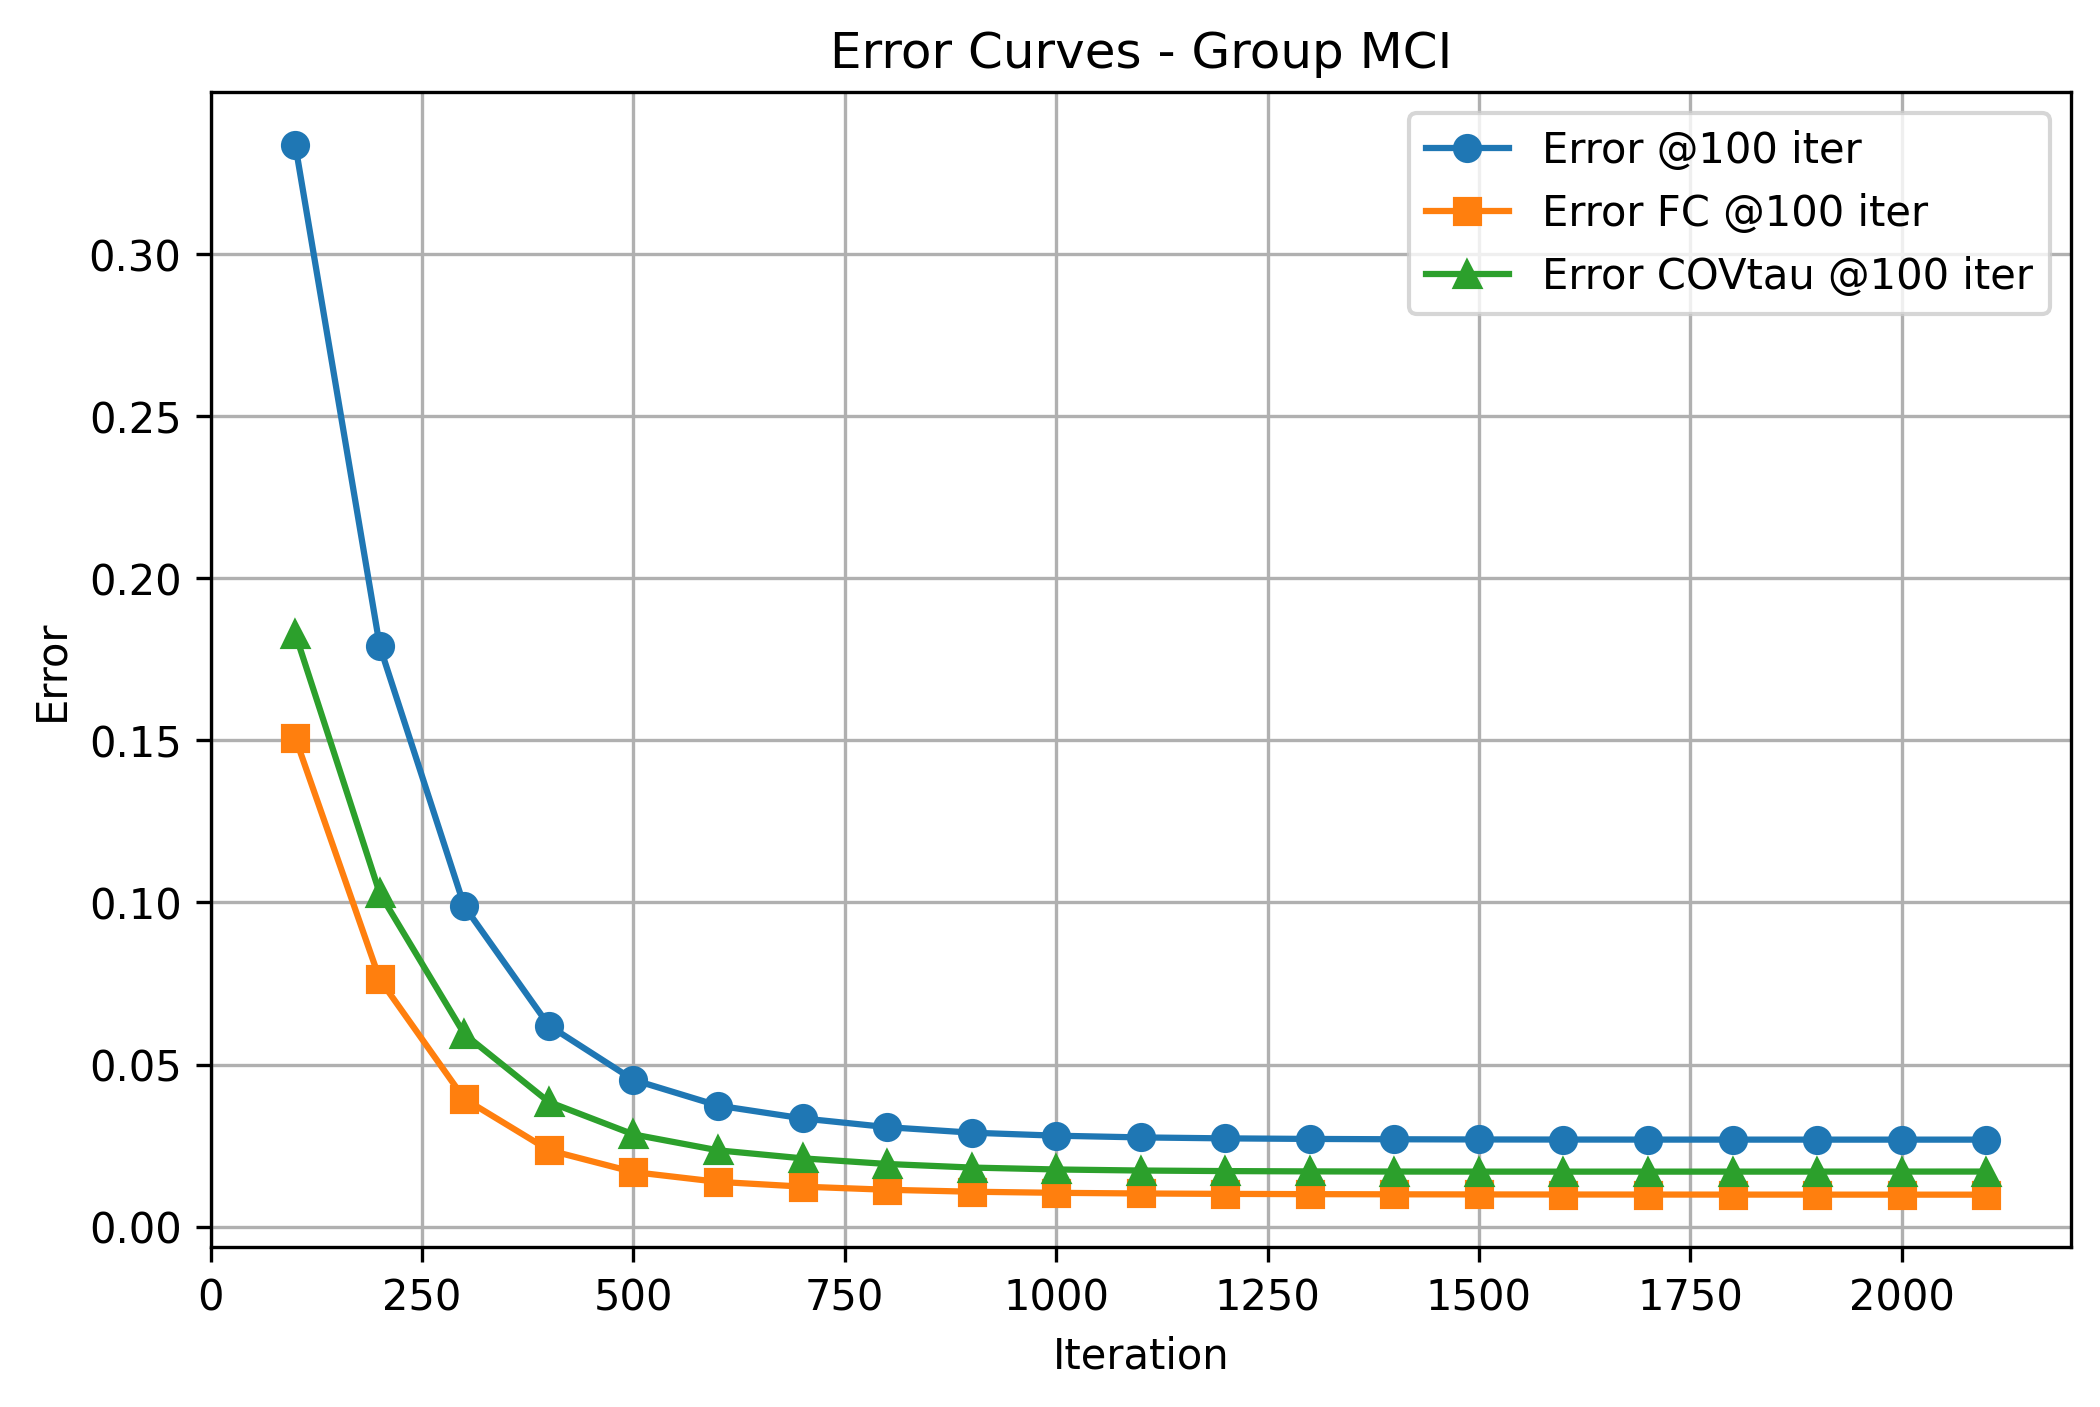 Error Curves - Group MCI
Error @100 iter
Error FC @100 iter
Error COVtau @100 iter
Error
0.30
0.25
0.20
0.15
0.10
0.05
0.00
0 250 500 750 1000 1250 1500 1750 2000
Iteration